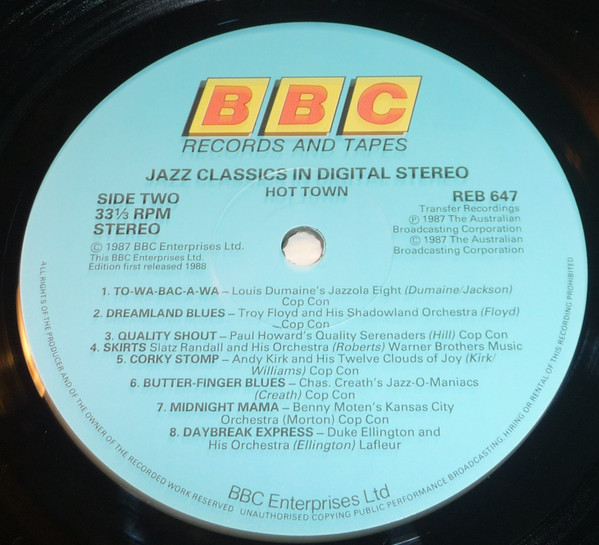 BBC
RECORDS AND TAPES
JAZZ CLASSICS IN DIGITAL STEREO
HOT TOWN
SIDE TWO
33⅓ RPM
STEREO
Ⓒ 1987 BBC Enterprises Ltd.
This BBC Enterprises Ltd.
Edition first released 1988
REB 647
Transfer Recordings
Ⓟ 1987 The Australian
Broadcasting Corporation
Ⓒ 1987 The Australian
Broadcasting Corporation
1. TO-WA-BAC-A-WA – Louis Dumaine's Jazzola Eight (Dumaine/Jackson)
Cop Con
2. DREAMLAND BLUES – Troy Floyd and His Shadowland Orchestra (Floyd)
Cop Con
3. QUALITY SHOUT – Paul Howard's Quality Serenaders (Hill) Cop Con
4. SKIRTS Slatz Randall and His Orchestra (Roberts) Warner Brothers Music
5. CORKY STOMP – Andy Kirk and His Twelve Clouds of Joy (Kirk/
Williams) Cop Con
6. BUTTER-FINGER BLUES – Chas. Creath's Jazz-O-Maniacs
(Creath) Cop Con
7. MIDNIGHT MAMA – Benny Moten's Kansas City
Orchestra (Morton) Cop Con
8. DAYBREAK EXPRESS – Duke Ellington and
His Orchestra (Ellington) Lafleur
BBC Enterprises Ltd
ALL RIGHTS OF THE PRODUCER AND OF THE OWNER OF THE RECORDED WORK RESERVED UNAUTHORISED COPYING PUBLIC PERFORMANCE BROADCASTING, HIRING OR RENTAL OF THIS RECORDING PROHIBITED